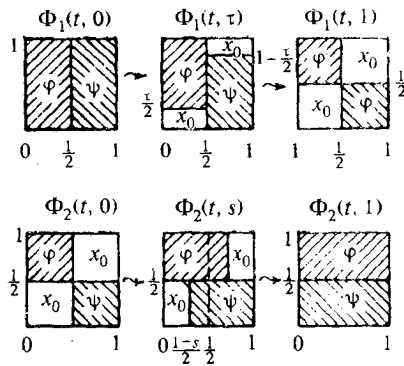 Φ₁(t, 0) Φ₁(t, τ) Φ₁(t, 1)
1 x₀ 1 − τ/2 1 φ x₀
φ ψ φ ψ 1/2
τ/2 x₀ x₀ φ
0 1/2 1 0 1/2 1 1 1/2 1
Φ₂(t, 0) Φ₂(t, s) Φ₂(t, 1)
1 φ x₀ 1 φ x₀ 1 φ
1/2 1/2 1/2
x₀ ψ x₀ ψ ψ
0 1 0 1−s/2 1/2 1 0 1